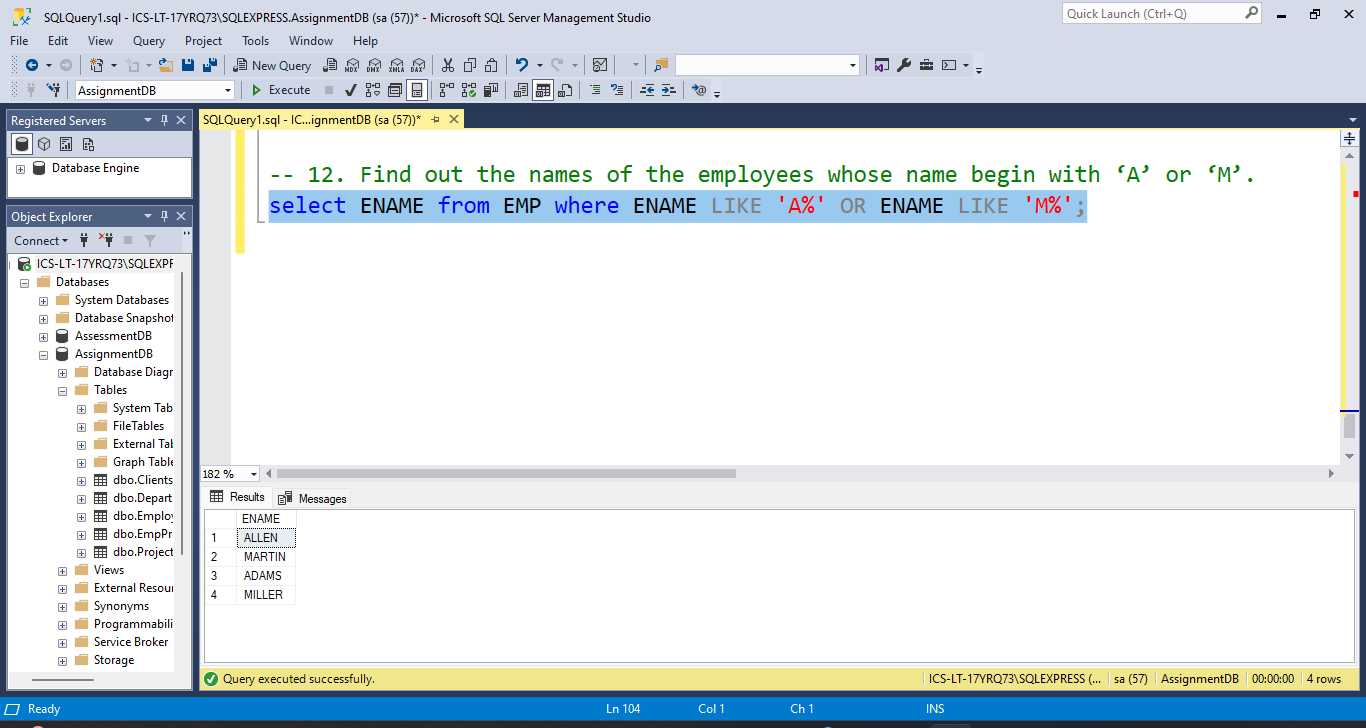 SQLQuery1.sql - ICS-LT-17YRQ73\SQLEXPRESS.AssignmentDB (sa (57))* - Microsoft SQL Server Management Studio
Quick Launch (Ctrl+Q)
File Edit View Query Project Tools Window Help
New Query
MDX DMX XMLA DAX
AssignmentDB
Execute
Registered Servers
SQLQuery1.sql - IC...ignmentDB (sa (57))*
Database Engine
Object Explorer
Connect
ICS-LT-17YRQ73\SQLEXPF
Databases
System Databases
Database Snapshot
AssessmentDB
AssignmentDB
Database Diagr
Tables
System Tab
FileTables
External Tal
Graph Table
dbo.Clients
dbo.Depart
dbo.Employ
dbo.EmpPr
dbo.Project
Views
External Resour
Synonyms
Programmabili
Service Broker
Storage
-- 12. Find out the names of the employees whose name begin with ‘A’ or ‘M’.
select ENAME from EMP where ENAME LIKE 'A%' OR ENAME LIKE 'M%';
182 %
Results Messages
ENAME
1 ALLEN
2 MARTIN
3 ADAMS
4 MILLER
Query executed successfully.
ICS-LT-17YRQ73\SQLEXPRESS (... sa (57) AssignmentDB 00:00:00 4 rows
Ready Ln 104 Col 1 Ch 1 INS